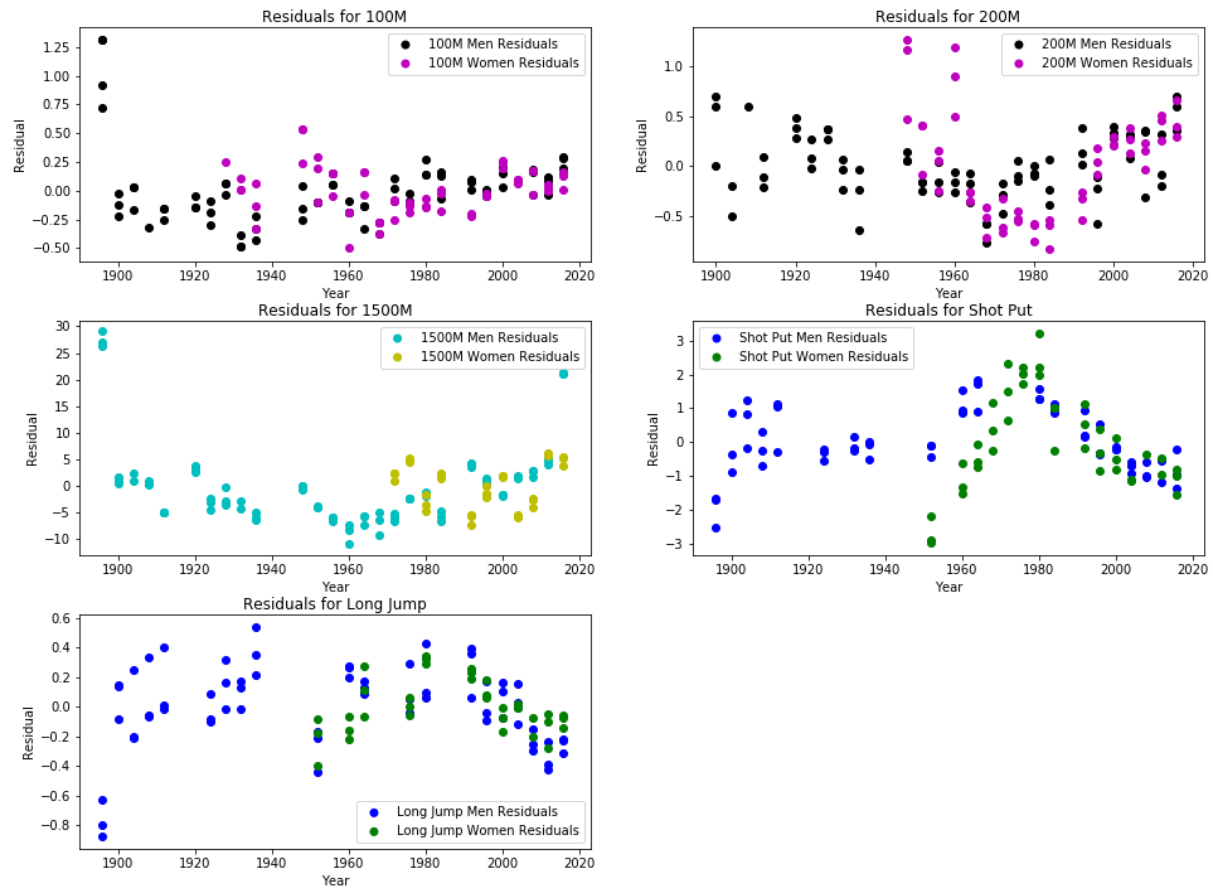 Residuals for 100M
1.25
1.00
0.75
0.50
0.25
0.00
−0.25
−0.50
Residual
100M Men Residuals
100M Women Residuals
1900
1920
1940
1960
1980
2000
2020
Year
Residuals for 200M
1.0
0.5
0.0
−0.5
Residual
200M Men Residuals
200M Women Residuals
1900
1920
1940
1960
1980
2000
2020
Year
Residuals for 1500M
30
25
20
15
10
5
0
−5
−10
Residual
1500M Men Residuals
1500M Women Residuals
1900
1920
1940
1960
1980
2000
2020
Year
Residuals for Shot Put
3
2
1
0
−1
−2
−3
Residual
Shot Put Men Residuals
Shot Put Women Residuals
1900
1920
1940
1960
1980
2000
2020
Year
Residuals for Long Jump
0.6
0.4
0.2
0.0
−0.2
−0.4
−0.6
−0.8
Residual
Long Jump Men Residuals
Long Jump Women Residuals
1900
1920
1940
1960
1980
2000
2020
Year